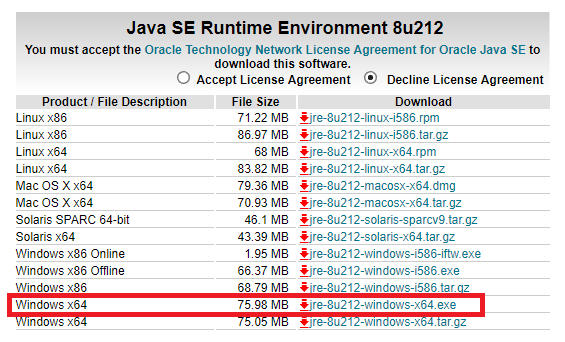 Java SE Runtime Environment 8u212
You must accept the Oracle Technology Network License Agreement for Oracle Java SE to
download this software.
Accept License Agreement Decline License Agreement
Product / File Description File Size Download
Linux x86 71.22 MB jre-8u212-linux-i586.rpm
Linux x86 86.97 MB jre-8u212-linux-i586.tar.gz
Linux x64 68 MB jre-8u212-linux-x64.rpm
Linux x64 83.82 MB jre-8u212-linux-x64.tar.gz
Mac OS X x64 79.36 MB jre-8u212-macosx-x64.dmg
Mac OS X x64 70.93 MB jre-8u212-macosx-x64.tar.gz
Solaris SPARC 64-bit 46.1 MB jre-8u212-solaris-sparcv9.tar.gz
Solaris x64 43.39 MB jre-8u212-solaris-x64.tar.gz
Windows x86 Online 1.95 MB jre-8u212-windows-i586-iftw.exe
Windows x86 Offline 66.37 MB jre-8u212-windows-i586.exe
Windows x86 68.79 MB jre-8u212-windows-i586.tar.gz
Windows x64 75.98 MB jre-8u212-windows-x64.exe
Windows x64 75.05 MB jre-8u212-windows-x64.tar.gz